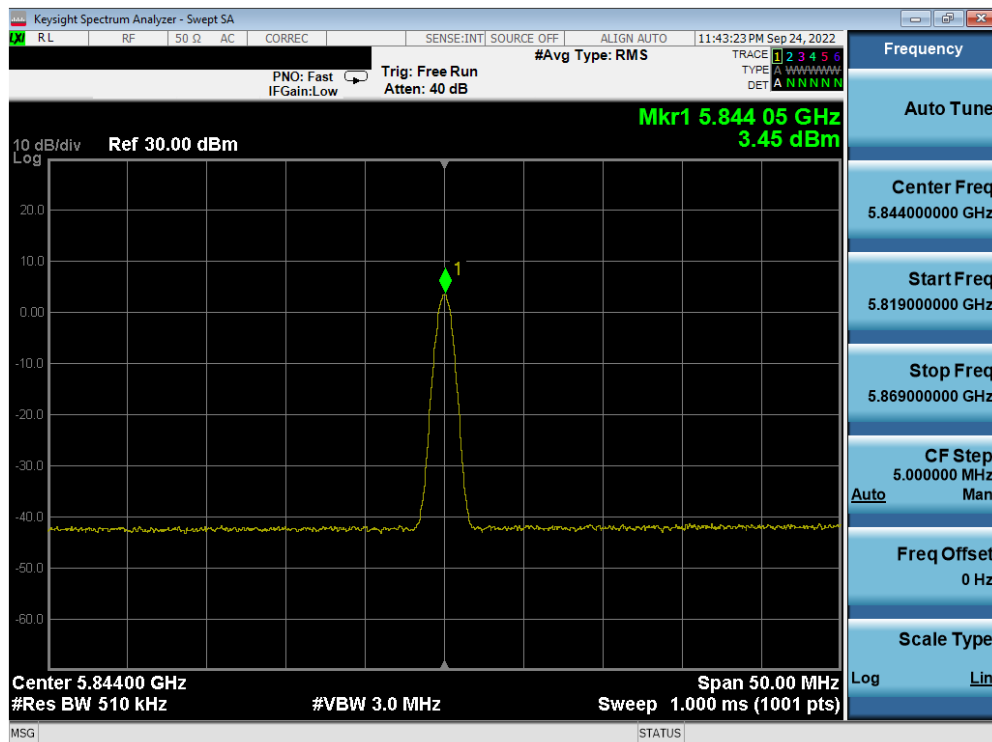 Keysight Spectrum Analyzer - Swept SA
LXI RL RF 50 Ω AC CORREC SENSE:INT SOURCE OFF ALIGN AUTO 11:43:23 PM Sep 24, 2022
#Avg Type: RMS
TRACE 1 2 3 4 5 6
PNO: Fast Trig: Free Run
TYPE A WWWWWW
IFGain:Low Atten: 40 dB
DET A N N N N N
Mkr1 5.844 05 GHz
3.45 dBm
10 dB/div Ref 30.00 dBm
Log
20.0
10.0
1
0.00
-10.0
-20.0
-30.0
-40.0
-50.0
-60.0
Center 5.84400 GHz Span 50.00 MHz
#Res BW 510 kHz #VBW 3.0 MHz Sweep 1.000 ms (1001 pts)
MSG STATUS
Frequency
Auto Tune
Center Freq
5.844000000 GHz
Start Freq
5.819000000 GHz
Stop Freq
5.869000000 GHz
CF Step
5.000000 MHz
Auto Man
Freq Offset
0 Hz
Scale Type
Log Lin